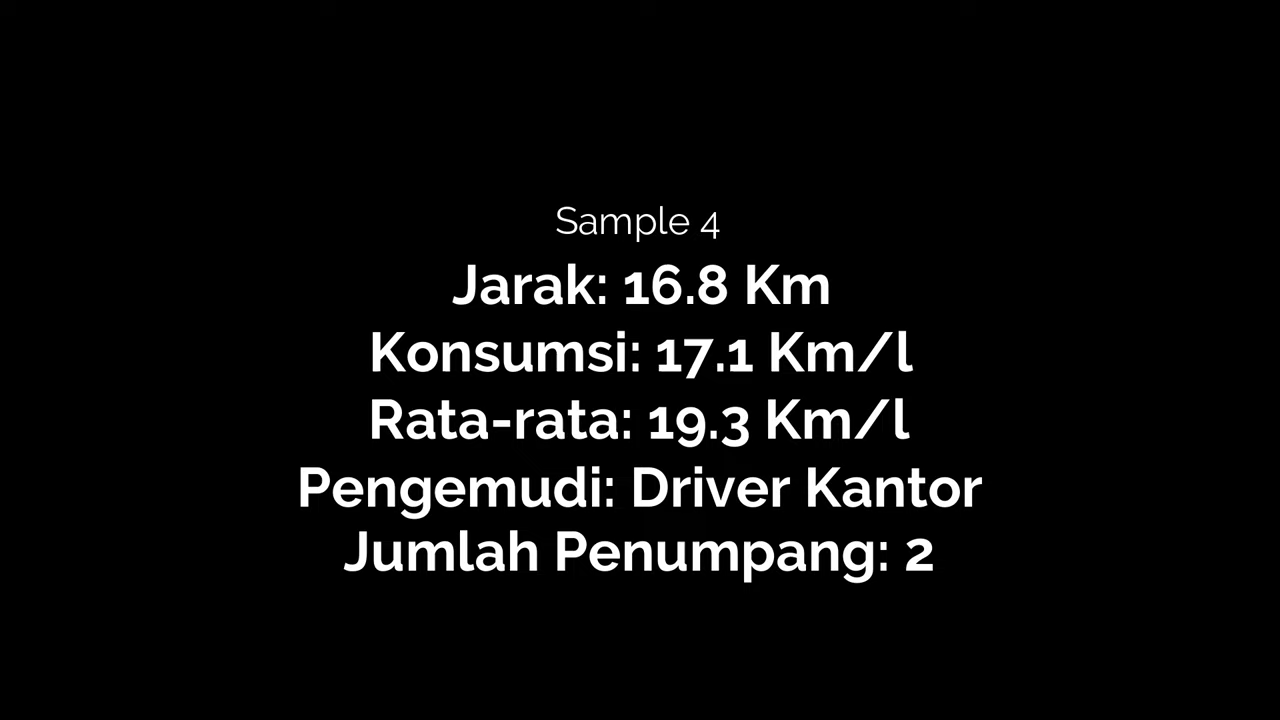 Sample 4
Jarak: 16.8 Km
Konsumsi: 17.1 Km/l
Rata-rata: 19.3 Km/l
Pengemudi: Driver Kantor
Jumlah Penumpang: 2